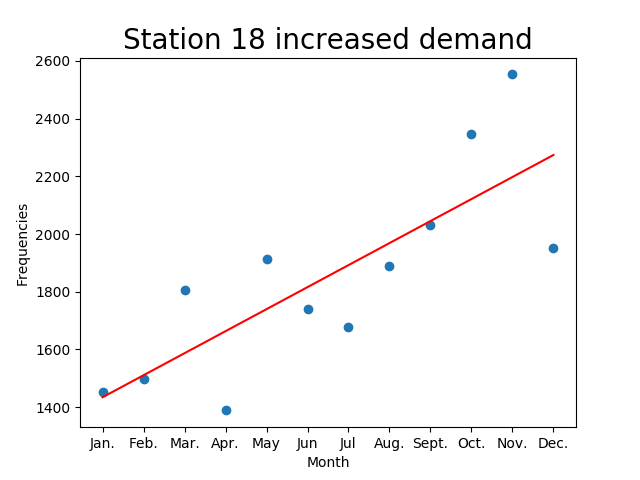 Station 18 increased demand
2600
2400
2200
2000
1800
1600
1400
Frequencies
Jan. Feb. Mar. Apr. May Jun Jul Aug. Sept. Oct. Nov. Dec.
Month